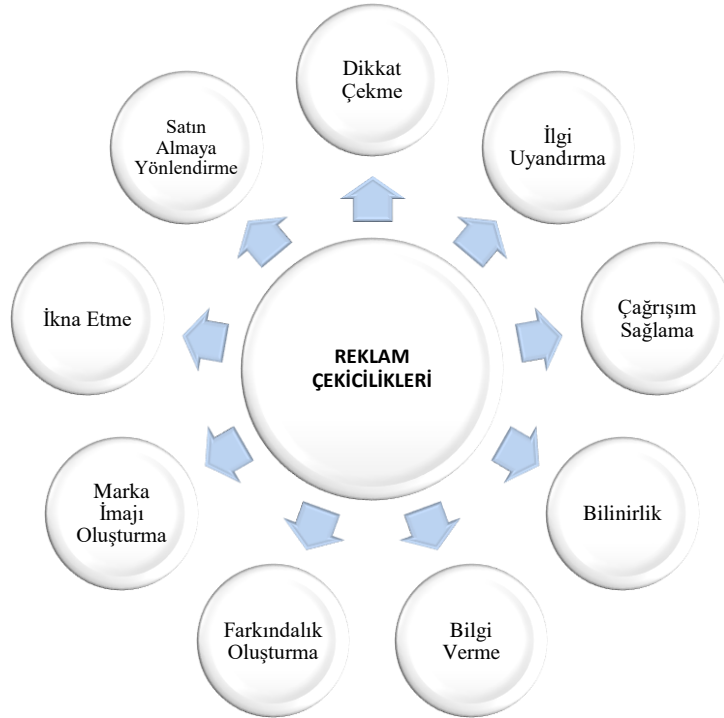 Dikkat
Çekme
İlgi
Uyandırma
Çağrışım
Sağlama
Bilinirlik
Bilgi
Verme
Farkındalık
Oluşturma
Marka
İmajı
Oluşturma
İkna Etme
Satın
Almaya
Yönlendirme
REKLAM
ÇEKİCİLİKLERİ